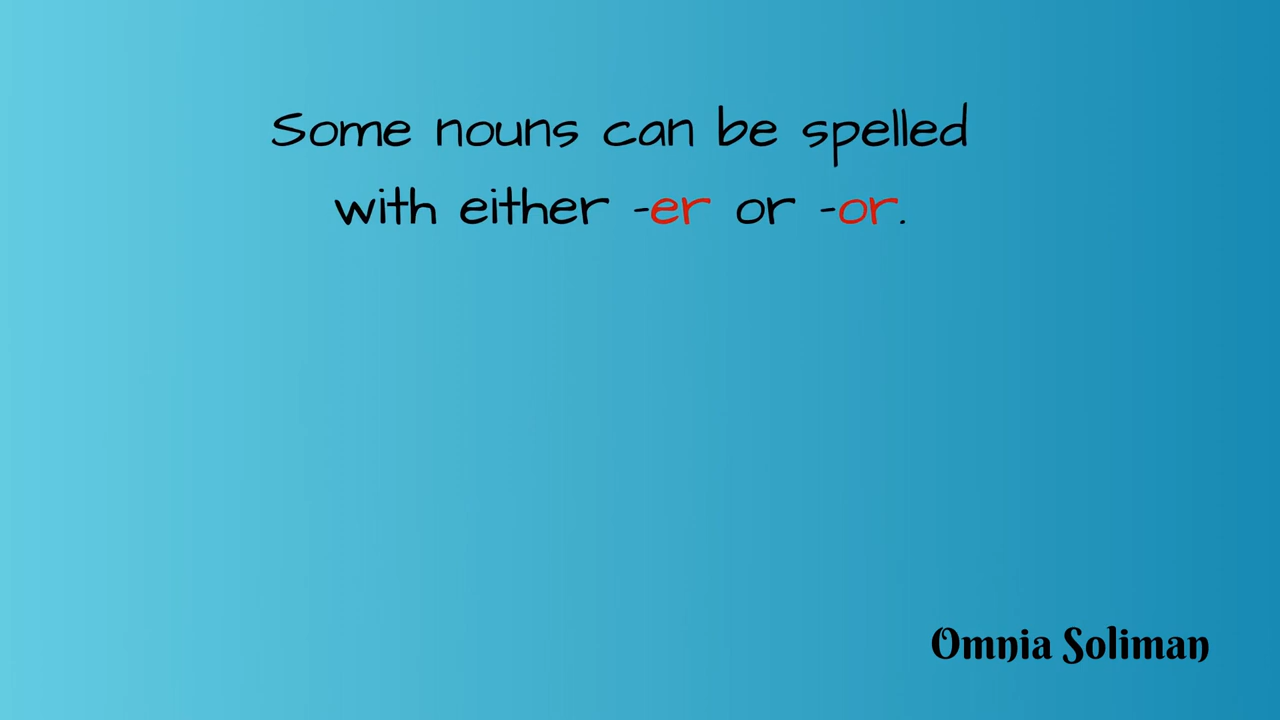 Some nouns can be spelled
with either -er or -or.
Omnia Soliman